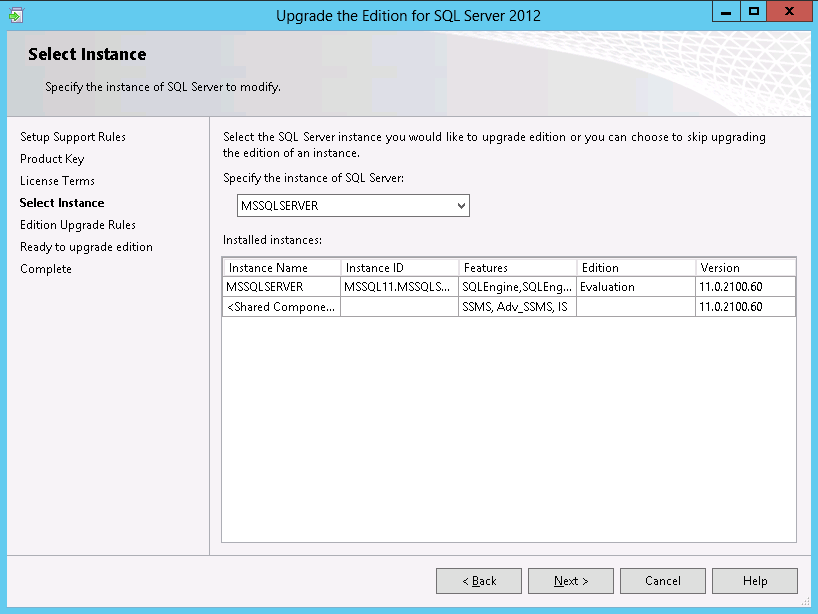 Upgrade the Edition for SQL Server 2012
Select Instance
Specify the instance of SQL Server to modify.
Setup Support Rules
Product Key
License Terms
Select Instance
Edition Upgrade Rules
Ready to upgrade edition
Complete
Select the SQL Server instance you would like to upgrade edition or you can choose to skip upgrading
the edition of an instance.
Specify the instance of SQL Server:
MSSQLSERVER
Installed instances:
Instance Name Instance ID Features Edition Version
MSSQLSERVER MSSQL11.MSSQLS... SQLEngine,SQLEng... Evaluation 11.0.2100.60
<Shared Compone... SSMS, Adv_SSMS, IS 11.0.2100.60
< Back Next > Cancel Help